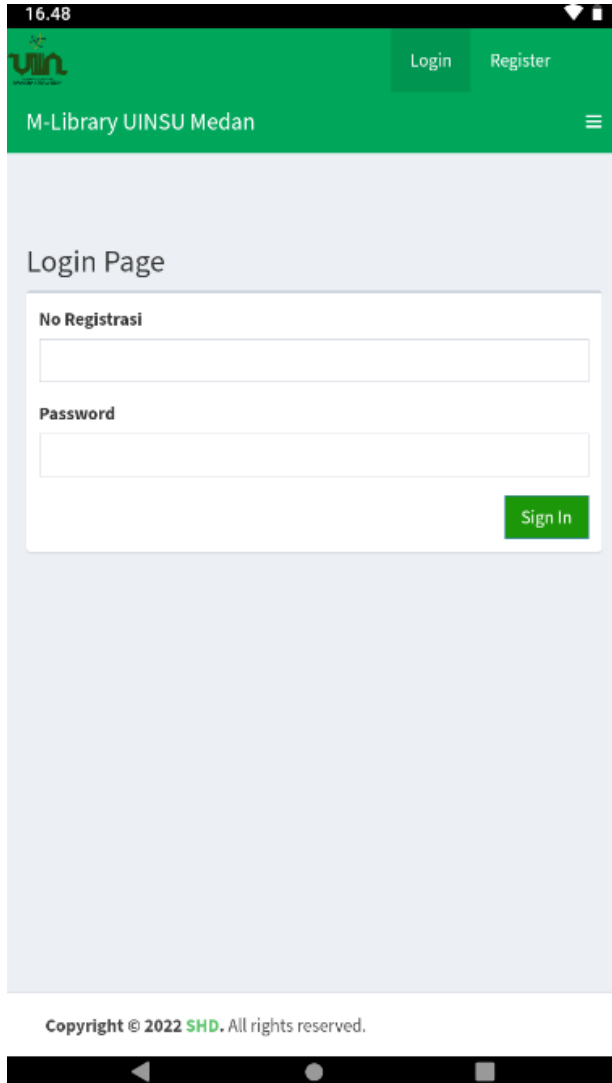 16.48
UIN
Login Register
M-Library UINSU Medan
Login Page
No Registrasi
Password
Sign In
Copyright © 2022 SHD. All rights reserved.